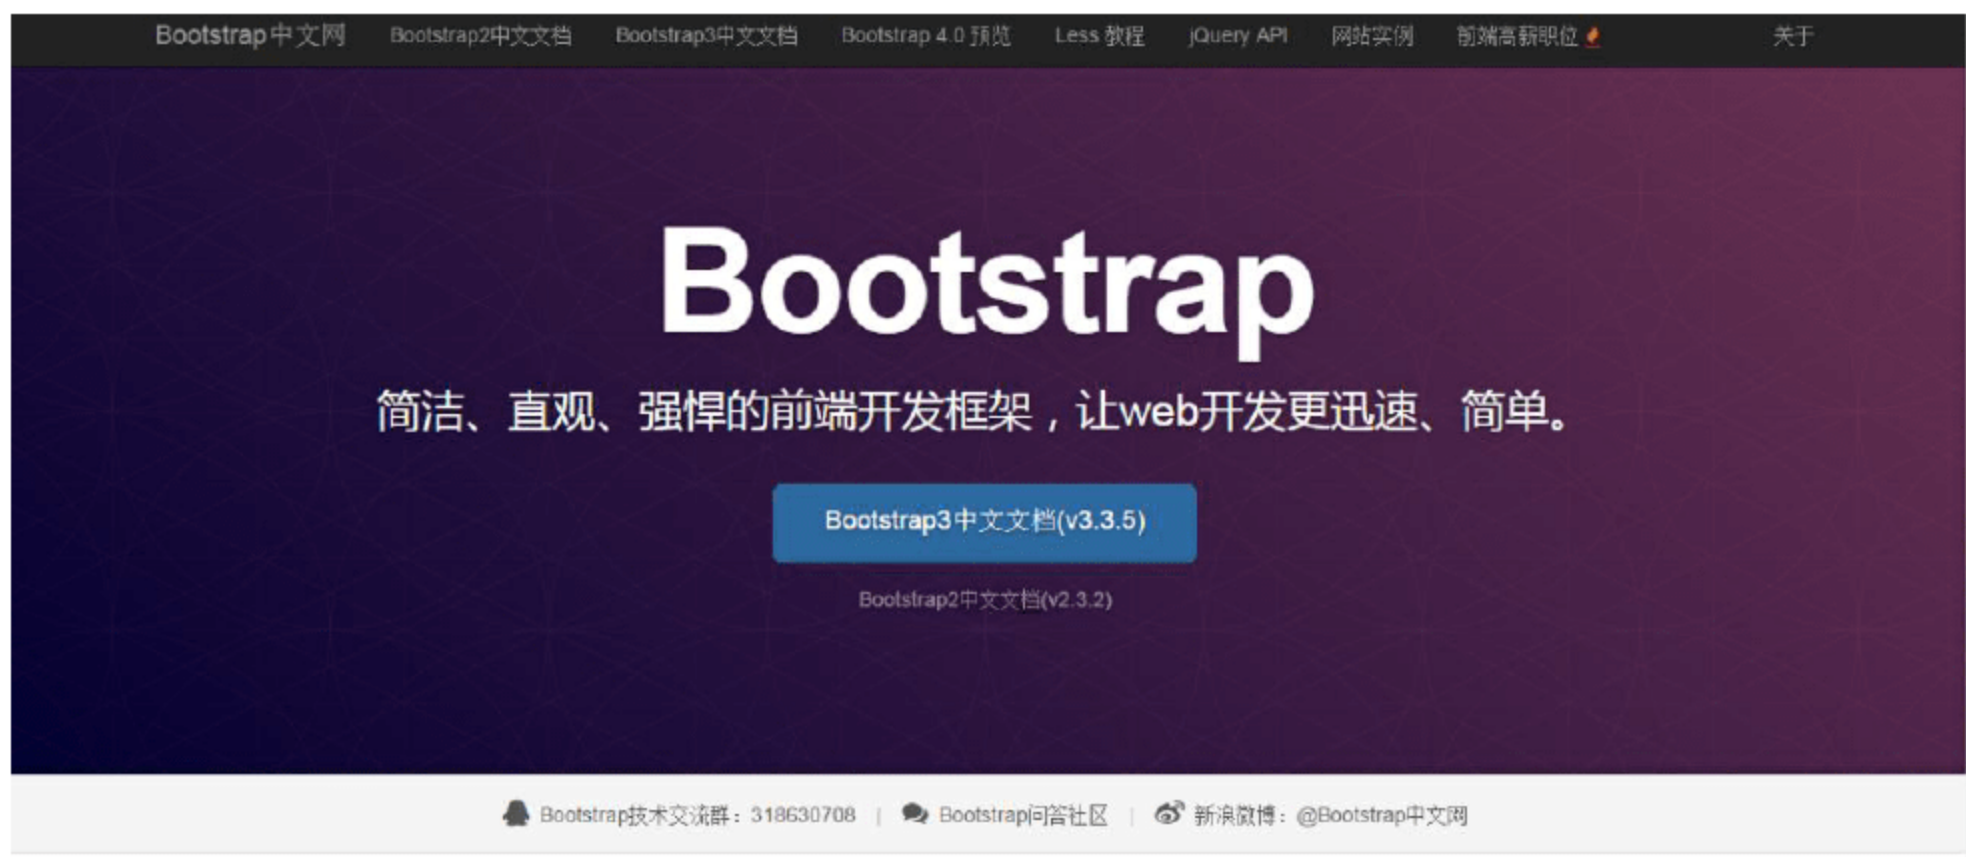 Bootstrap中文网 Bootstrap2中文文档 Bootstrap3中文文档 Bootstrap 4.0 预览 Less 教程 jQuery API 网站实例 前端高薪职位 关于
Bootstrap
简洁、直观、强悍的前端开发框架，让web开发更迅速、简单。
Bootstrap3中文文档(v3.3.5)
Bootstrap2中文文档(v2.3.2)
Bootstrap技术交流群：318630708 | Bootstrap问答社区 | 新浪微博：@Bootstrap中文网